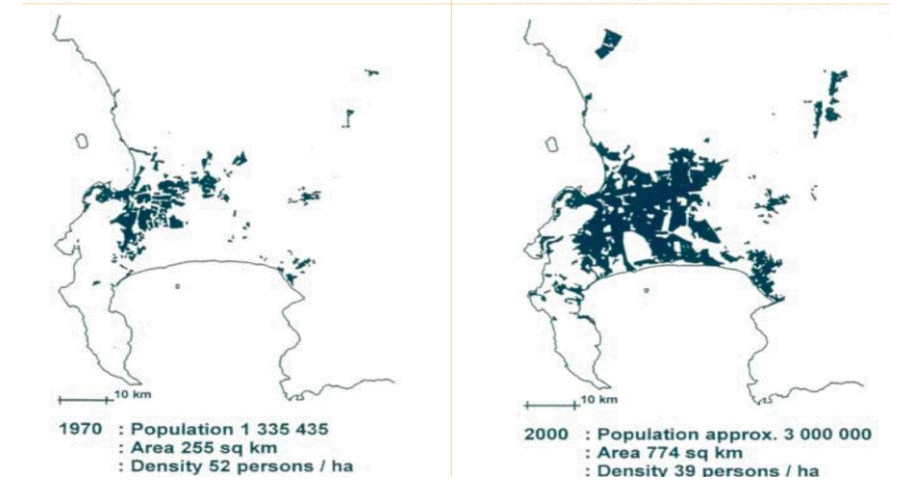 10 km
1970 : Population 1 335 435
: Area 255 sq km
: Density 52 persons / ha
10 km
2000 : Population approx. 3 000 000
: Area 774 sq km
: Density 39 persons / ha